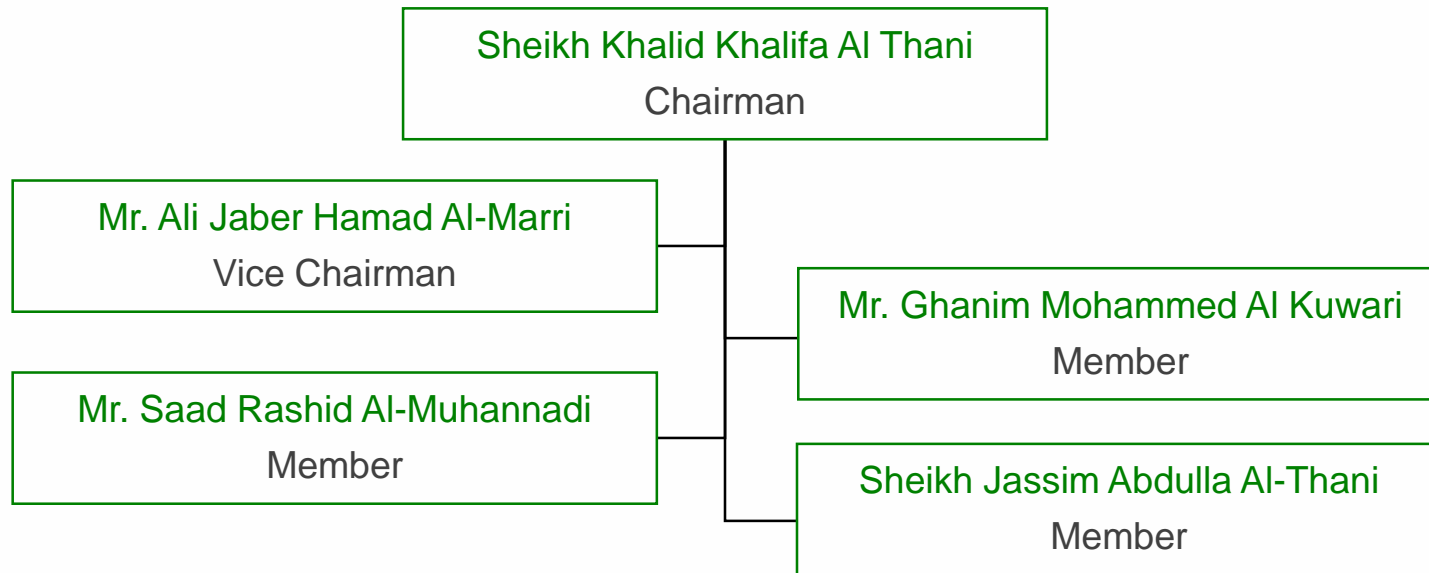 Sheikh Khalid Khalifa Al Thani
Chairman
Mr. Ali Jaber Hamad Al-Marri
Vice Chairman
Mr. Ghanim Mohammed Al Kuwari
Member
Mr. Saad Rashid Al-Muhannadi
Member
Sheikh Jassim Abdulla Al-Thani
Member